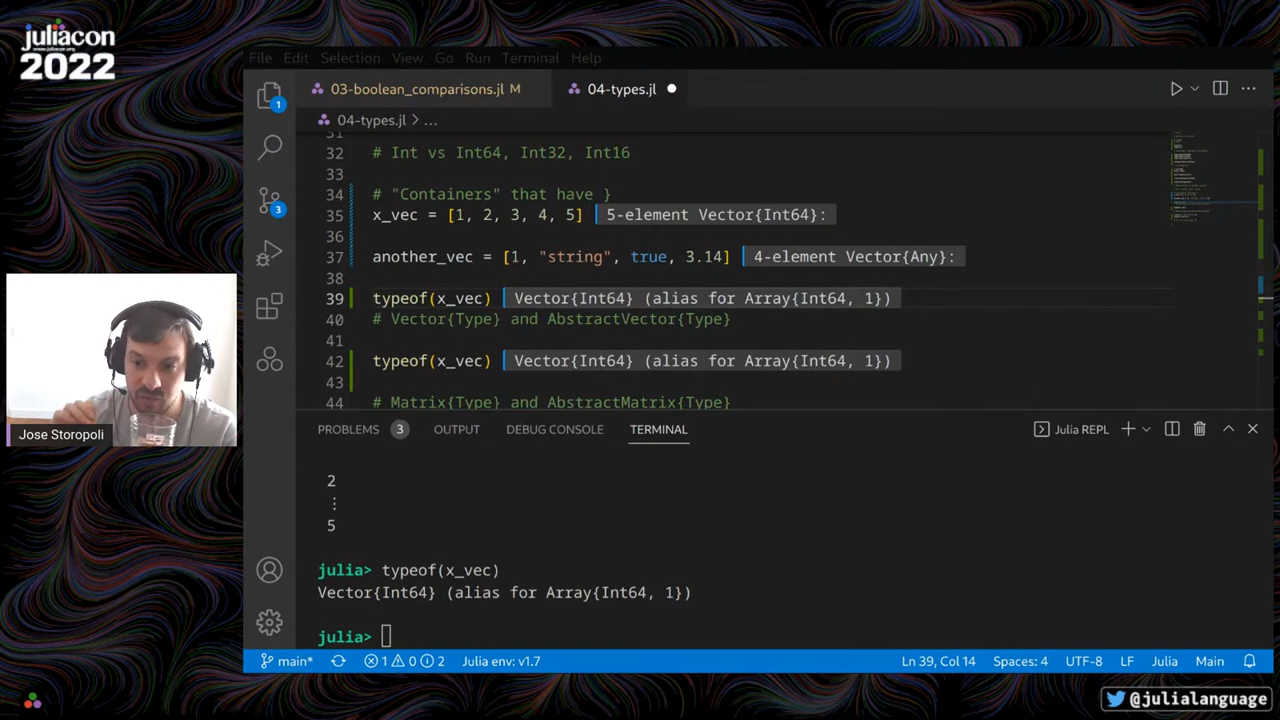 juliacon
www.juliacon.org
2022
File Edit Selection View Go Run Terminal Help
03-boolean_comparisons.jl M
04-types.jl
04-types.jl > ...
31
32 # Int vs Int64, Int32, Int16
33
34 # "Containers" that have }
35 x_vec = [1, 2, 3, 4, 5] 5-element Vector{Int64}:
36
37 another_vec = [1, "string", true, 3.14] 4-element Vector{Any}:
38
39 typeof(x_vec) Vector{Int64} (alias for Array{Int64, 1})
40 # Vector{Type} and AbstractVector{Type}
41
42 typeof(x_vec) Vector{Int64} (alias for Array{Int64, 1})
43
44 # Matrix{Type} and AbstractMatrix{Type}
1
3
Jose Storopoli
PROBLEMS 3 OUTPUT DEBUG CONSOLE TERMINAL Julia REPL
2
⋮
5
julia> typeof(x_vec)
Vector{Int64} (alias for Array{Int64, 1})
julia>
main* 1 0 2 Julia env: v1.7 Ln 39, Col 14 Spaces: 4 UTF-8 LF Julia Main
@julialanguage